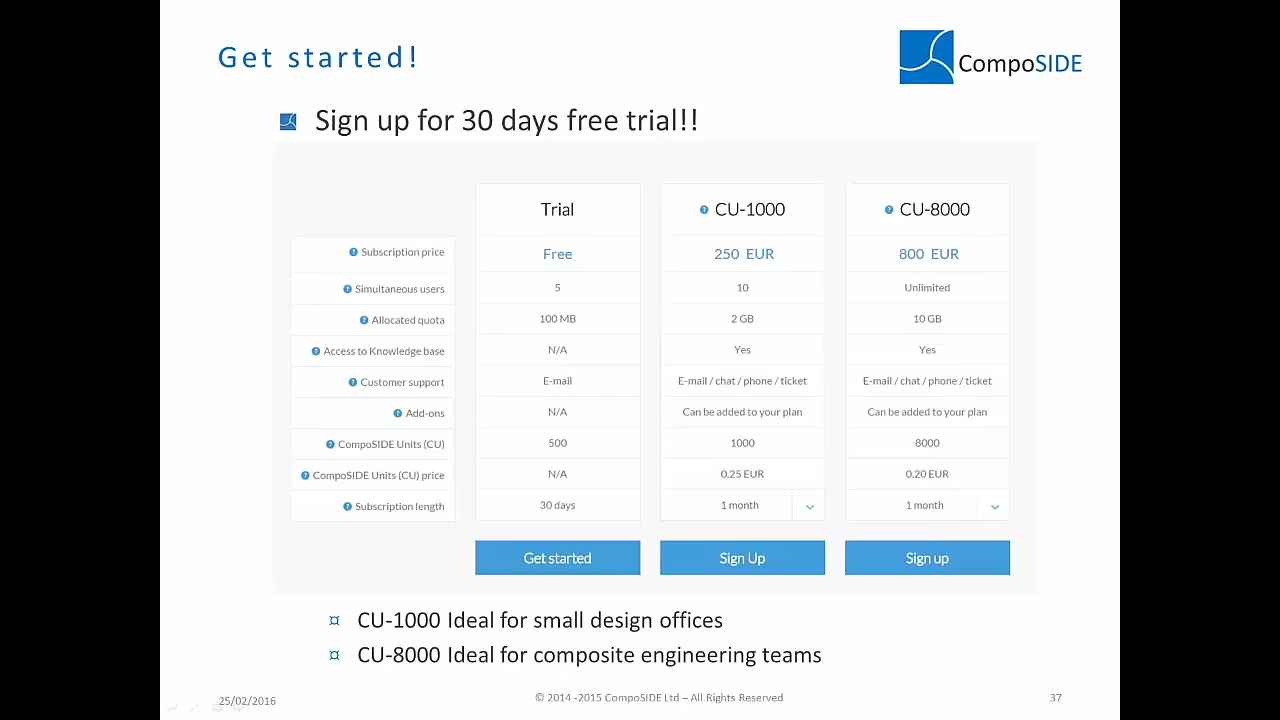 Get started!
CompoSIDE
Sign up for 30 days free trial!!
Trial CU-1000 CU-8000
Subscription price Free 250 EUR 800 EUR
Simultaneous users 5 10 Unlimited
Allocated quota 100 MB 2 GB 10 GB
Access to Knowledge base N/A Yes Yes
Customer support E-mail E-mail / chat / phone / ticket E-mail / chat / phone / ticket
Add-ons N/A Can be added to your plan Can be added to your plan
CompoSIDE Units (CU) 500 1000 8000
CompoSIDE Units (CU) price N/A 0.25 EUR 0.20 EUR
Subscription length 30 days 1 month 1 month
Get started Sign Up Sign up
CU-1000 Ideal for small design offices
CU-8000 Ideal for composite engineering teams
25/02/2016 © 2014 -2015 CompoSIDE Ltd – All Rights Reserved 37